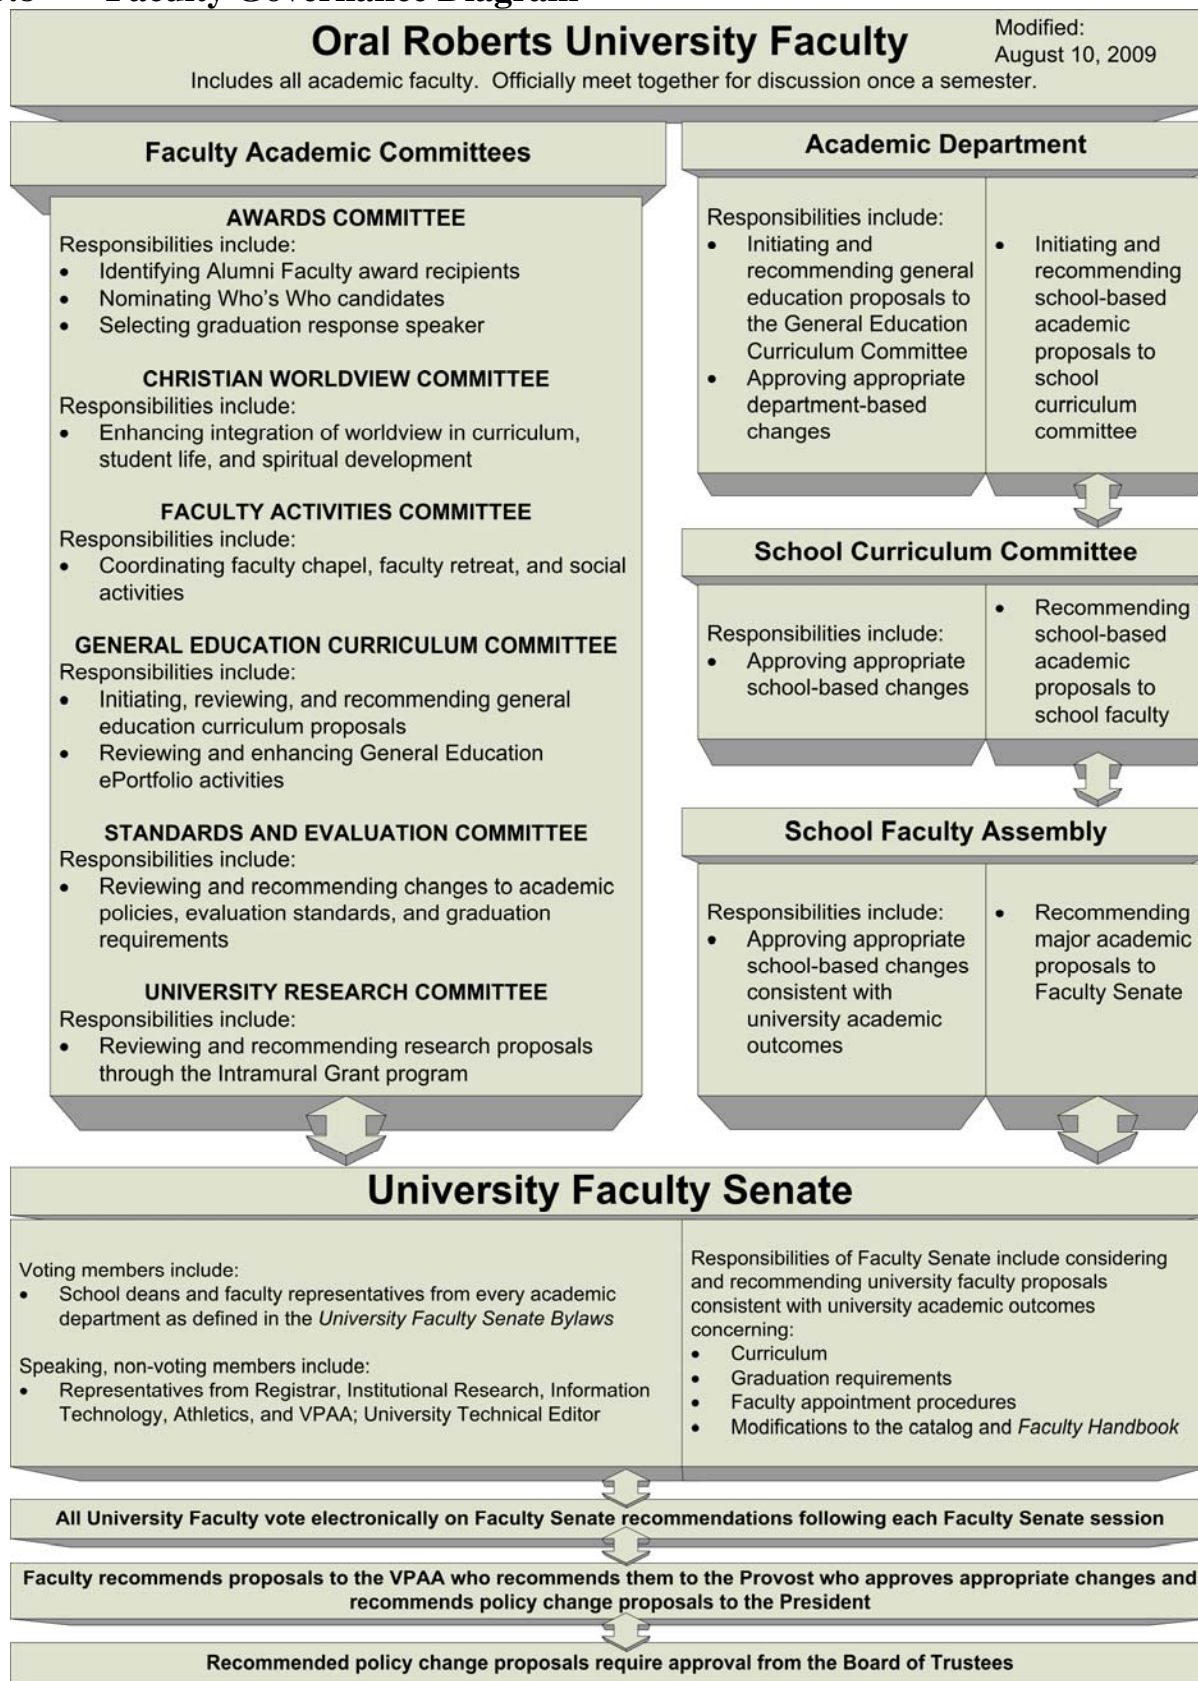 Faculty Governance Diagram
Oral Roberts University Faculty
Modified:
August 10, 2009
Includes all academic faculty. Officially meet together for discussion once a semester.
Faculty Academic Committees
AWARDS COMMITTEE
Responsibilities include:
• Identifying Alumni Faculty award recipients
• Nominating Who's Who candidates
• Selecting graduation response speaker
CHRISTIAN WORLDVIEW COMMITTEE
Responsibilities include:
• Enhancing integration of worldview in curriculum,
student life, and spiritual development
FACULTY ACTIVITIES COMMITTEE
Responsibilities include:
• Coordinating faculty chapel, faculty retreat, and social
activities
GENERAL EDUCATION CURRICULUM COMMITTEE
Responsibilities include:
• Initiating, reviewing, and recommending general
education curriculum proposals
• Reviewing and enhancing General Education
ePortfolio activities
STANDARDS AND EVALUATION COMMITTEE
Responsibilities include:
• Reviewing and recommending changes to academic
policies, evaluation standards, and graduation
requirements
UNIVERSITY RESEARCH COMMITTEE
Responsibilities include:
• Reviewing and recommending research proposals
through the Intramural Grant program
Academic Department
Responsibilities include:
• Initiating and
recommending general
education proposals to
the General Education
Curriculum Committee
• Approving appropriate
department-based
changes
• Initiating and
recommending
school-based
academic
proposals to
school
curriculum
committee
School Curriculum Committee
Responsibilities include:
• Approving appropriate
school-based changes
• Recommending
school-based
academic
proposals to
school faculty
School Faculty Assembly
Responsibilities include:
• Approving appropriate
school-based changes
consistent with
university academic
outcomes
• Recommending
major academic
proposals to
Faculty Senate
University Faculty Senate
Voting members include:
• School deans and faculty representatives from every academic
department as defined in the University Faculty Senate Bylaws
Speaking, non-voting members include:
• Representatives from Registrar, Institutional Research, Information
Technology, Athletics, and VPAA; University Technical Editor
Responsibilities of Faculty Senate include considering
and recommending university faculty proposals
consistent with university academic outcomes
concerning:
• Curriculum
• Graduation requirements
• Faculty appointment procedures
• Modifications to the catalog and Faculty Handbook
All University Faculty vote electronically on Faculty Senate recommendations following each Faculty Senate session
Faculty recommends proposals to the VPAA who recommends them to the Provost who approves appropriate changes and
recommends policy change proposals to the President
Recommended policy change proposals require approval from the Board of Trustees